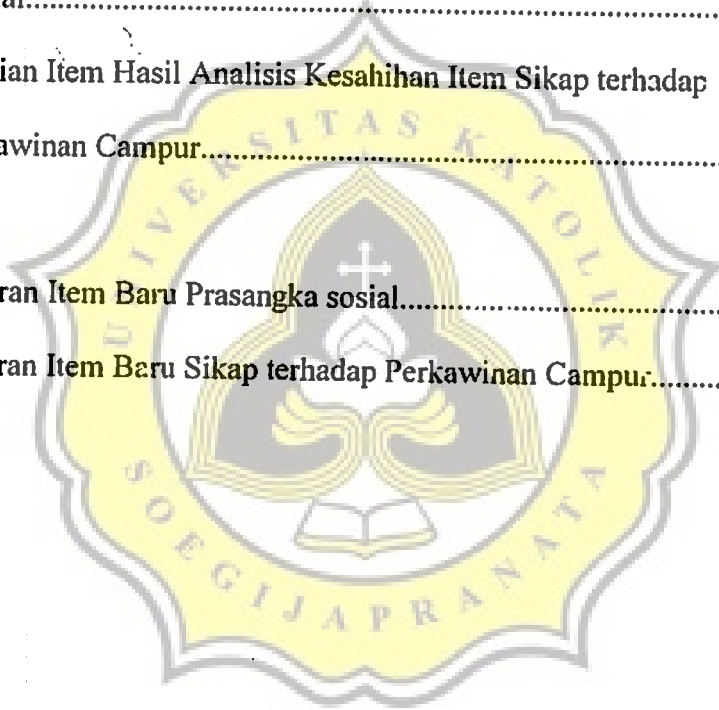 al..........
ian Item Hasil Analisis Kesahihan Item Sikap terhadap
awinan Campur..........
ran Item Baru Prasangka sosial..........
ran Item Baru Sikap terhadap Perkawinan Campur..........
UNIVERSITAS KATOLIK
SOEGIJAPRANATA